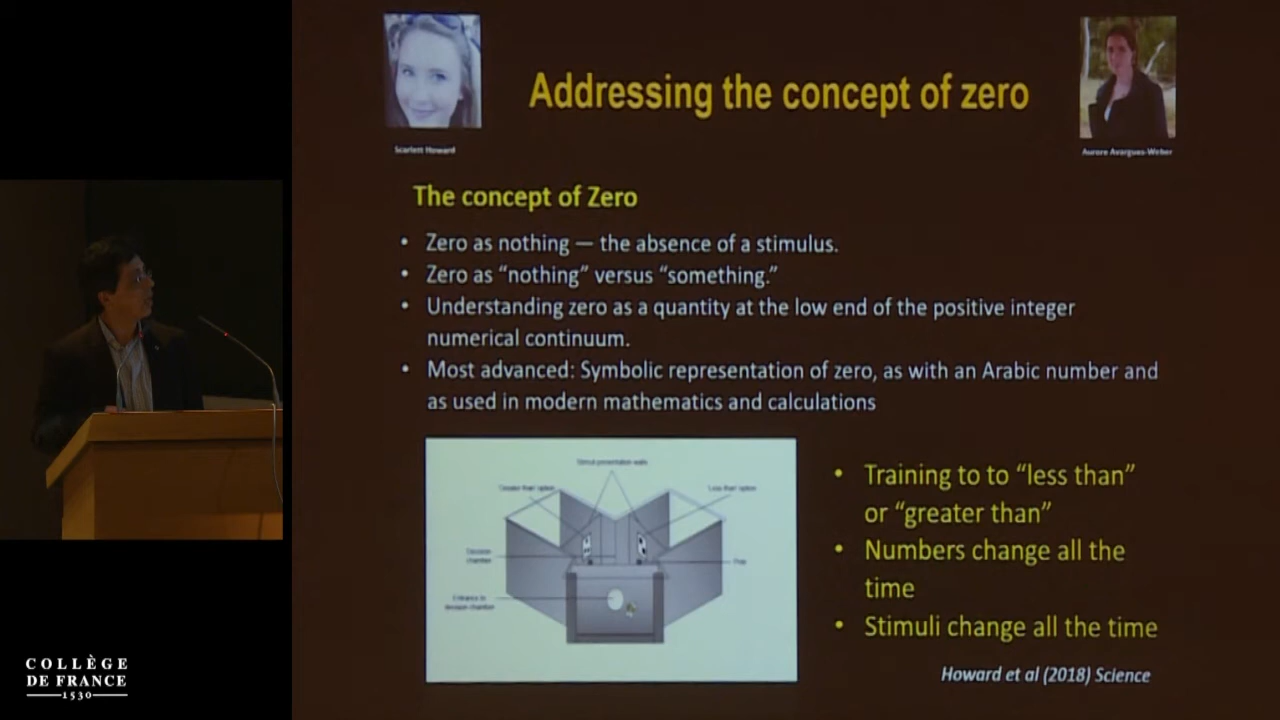 Addressing the concept of zero
Scarlett Howard
Aurore Avargues-Weber
The concept of Zero
• Zero as nothing — the absence of a stimulus.
• Zero as “nothing” versus “something.”
• Understanding zero as a quantity at the low end of the positive integer
numerical continuum.
• Most advanced: Symbolic representation of zero, as with an Arabic number and
as used in modern mathematics and calculations
Stimuli presentation walls
Greater than option
Less than option
Decision
chamber
Entrance to
decision chamber
• Training to to “less than”
or “greater than”
• Numbers change all the
time
• Stimuli change all the time
Howard et al (2018) Science
COLLÈGE
DE FRANCE
1530